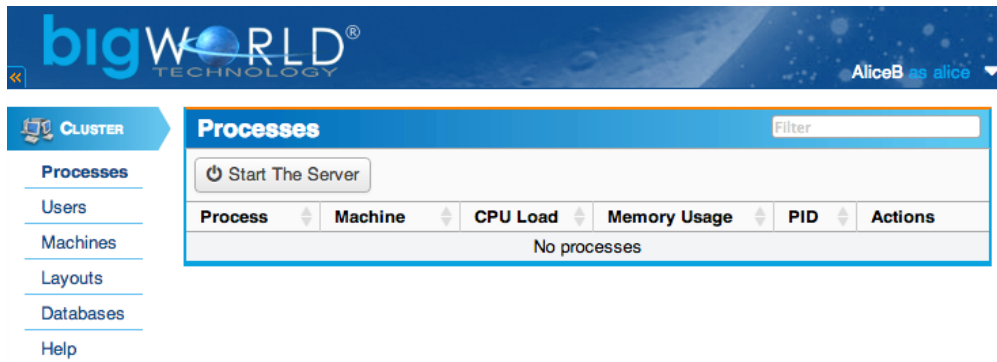 bigWORLD®
TECHNOLOGY
«
AliceB as alice
CLUSTER
Processes
Users
Machines
Layouts
Databases
Help
Processes
Filter
Start The Server
Process Machine CPU Load Memory Usage PID Actions
No processes